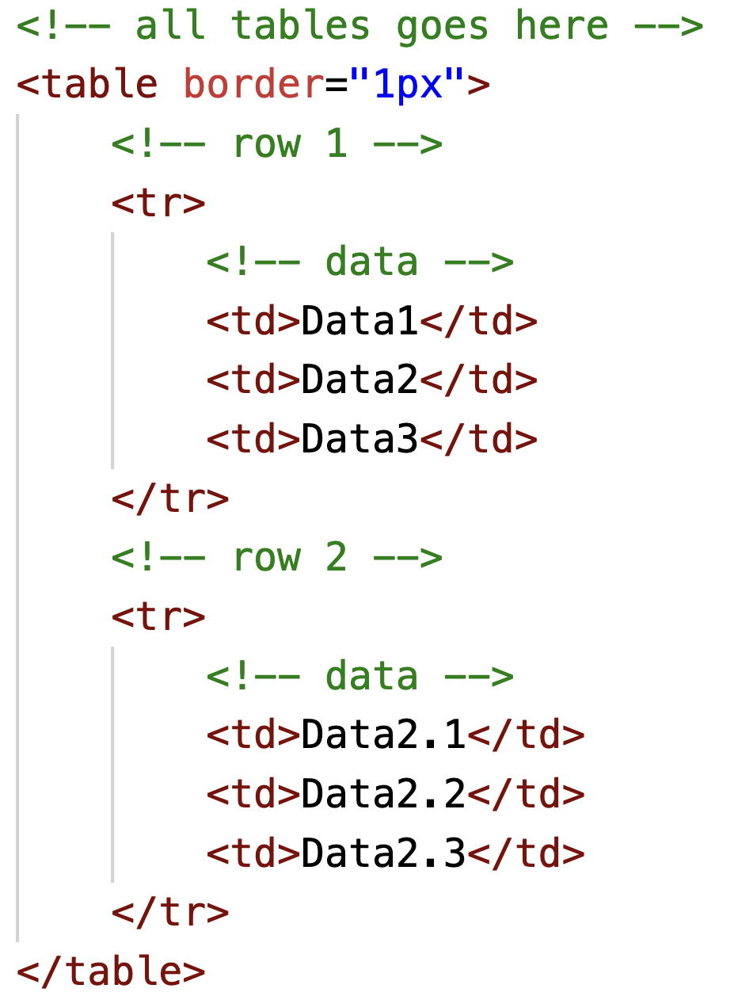 <!-- all tables goes here -->
<table border="1px">
    <!-- row 1 -->
    <tr>
        <!-- data -->
        <td>Data1</td>
        <td>Data2</td>
        <td>Data3</td>
    </tr>
    <!-- row 2 -->
    <tr>
        <!-- data -->
        <td>Data2.1</td>
        <td>Data2.2</td>
        <td>Data2.3</td>
    </tr>
</table>